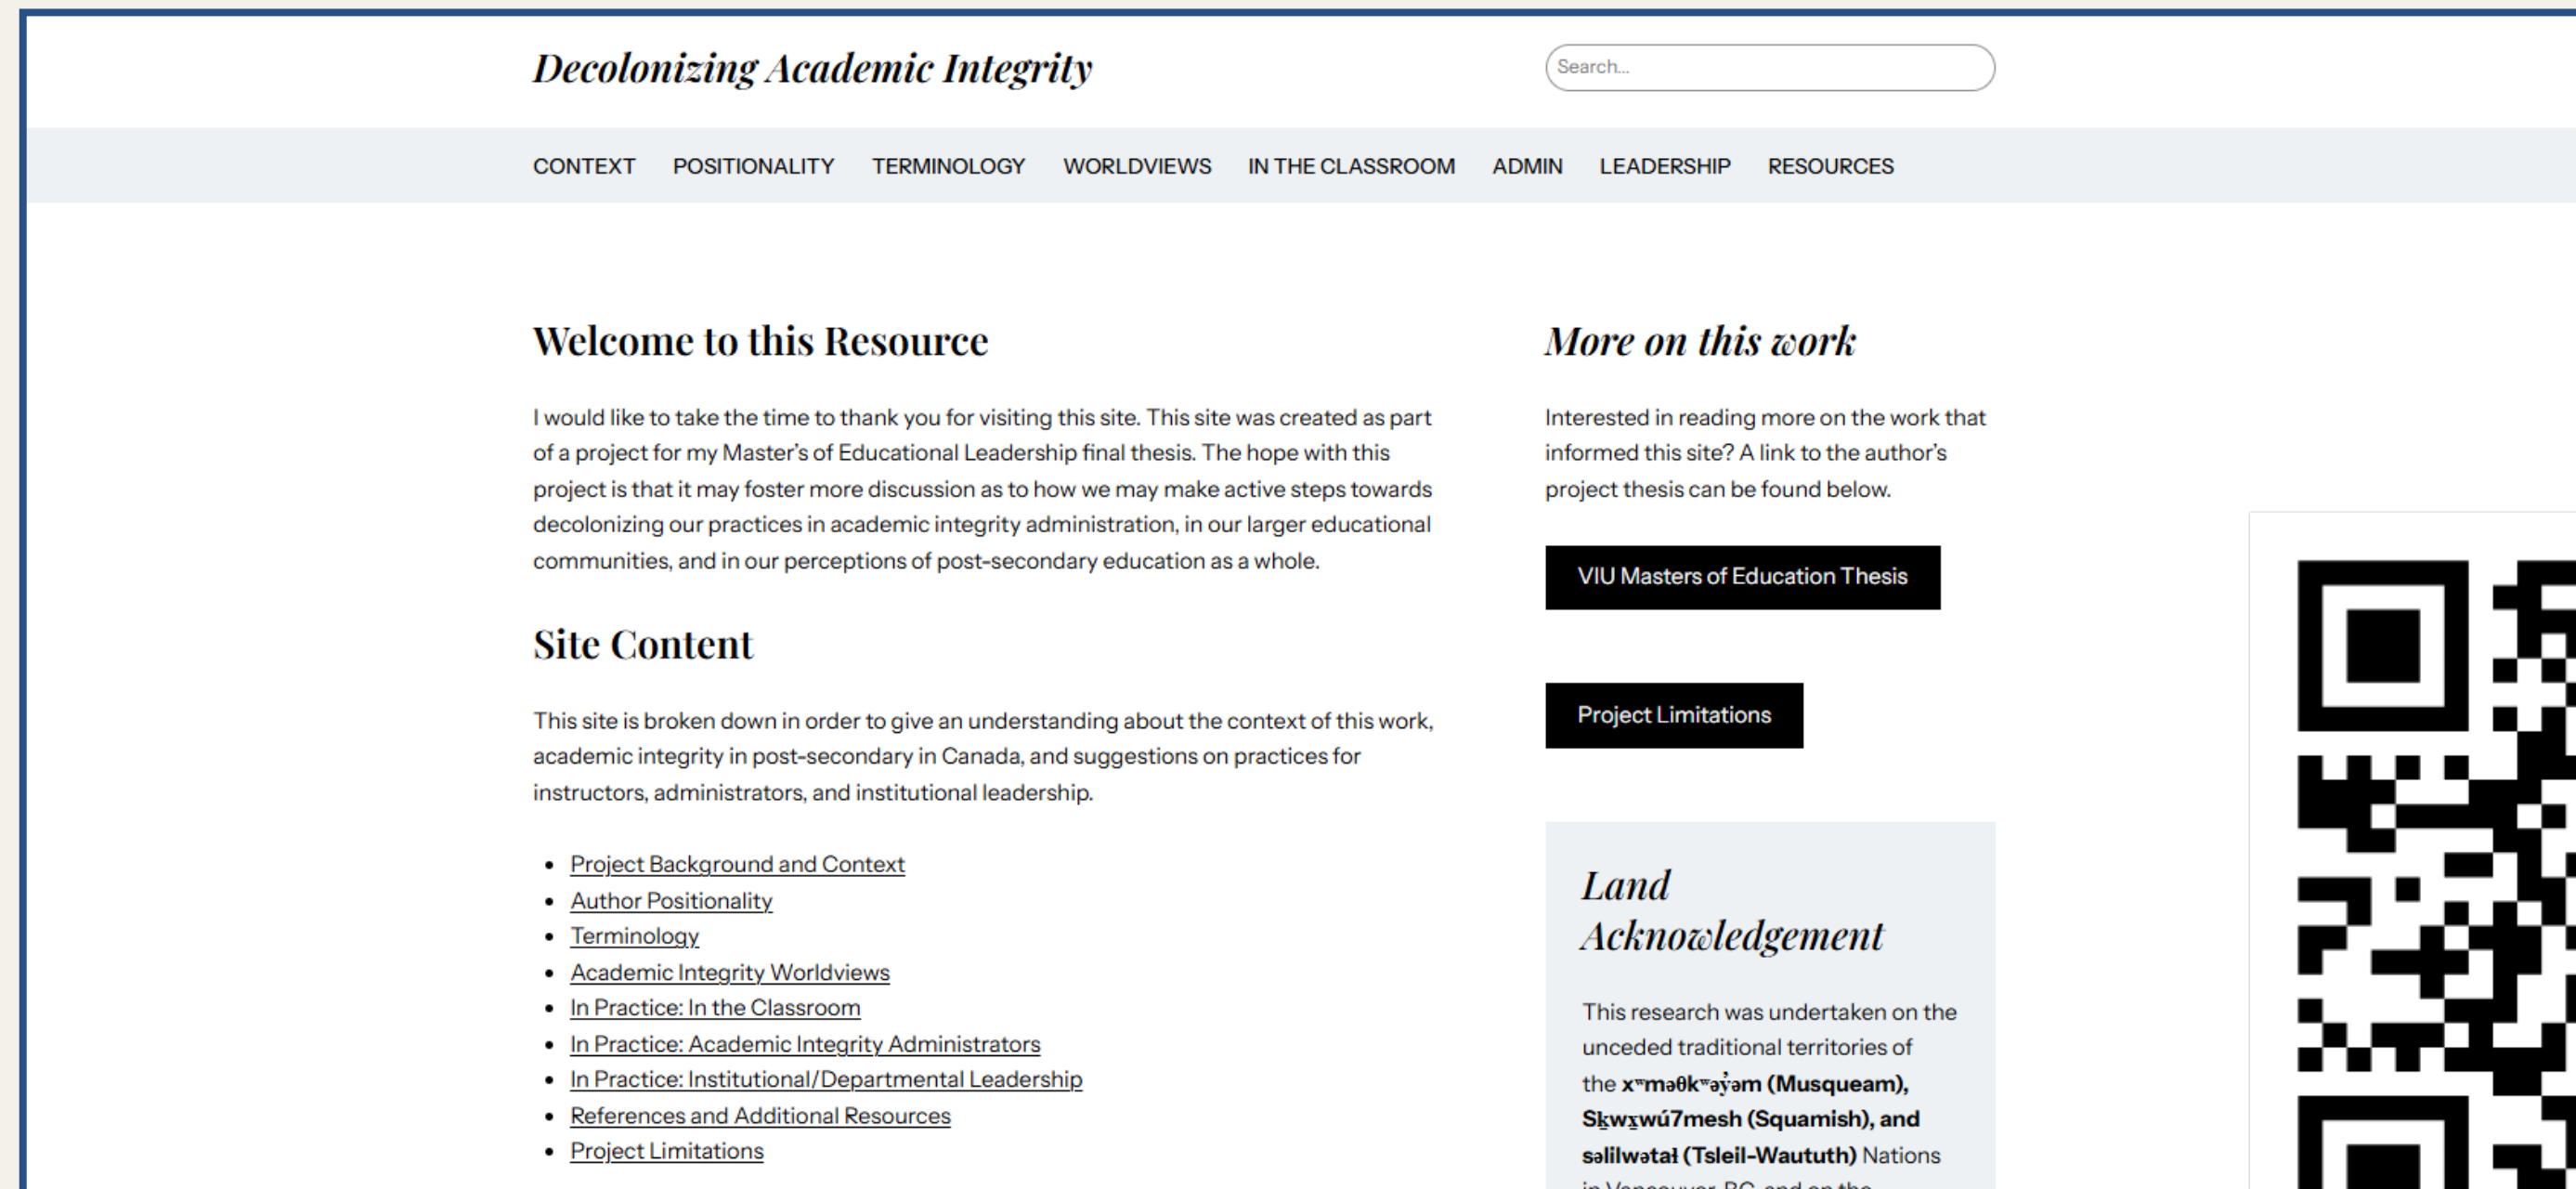 Decolonizing Academic Integrity
Search...
CONTEXT POSITIONALITY TERMINOLOGY WORLDVIEWS IN THE CLASSROOM ADMIN LEADERSHIP RESOURCES
Welcome to this Resource
I would like to take the time to thank you for visiting this site. This site was created as part
of a project for my Master’s of Educational Leadership final thesis. The hope with this
project is that it may foster more discussion as to how we may make active steps towards
decolonizing our practices in academic integrity administration, in our larger educational
communities, and in our perceptions of post-secondary education as a whole.
Site Content
This site is broken down in order to give an understanding about the context of this work,
academic integrity in post-secondary in Canada, and suggestions on practices for
instructors, administrators, and institutional leadership.
Project Background and Context
Author Positionality
Terminology
Academic Integrity Worldviews
In Practice: In the Classroom
In Practice: Academic Integrity Administrators
In Practice: Institutional/Departmental Leadership
References and Additional Resources
Project Limitations
More on this work
Interested in reading more on the work that
informed this site? A link to the author’s
project thesis can be found below.
VIU Masters of Education Thesis
Project Limitations
Land
Acknowledgement
This research was undertaken on the
unceded traditional territories of
the xʷməθkʷəy̓əm (Musqueam),
Sḵwx̱wú7mesh (Squamish), and
səlilwətaɬ (Tsleil-Waututh) Nations
in Vancouver, BC, and on the